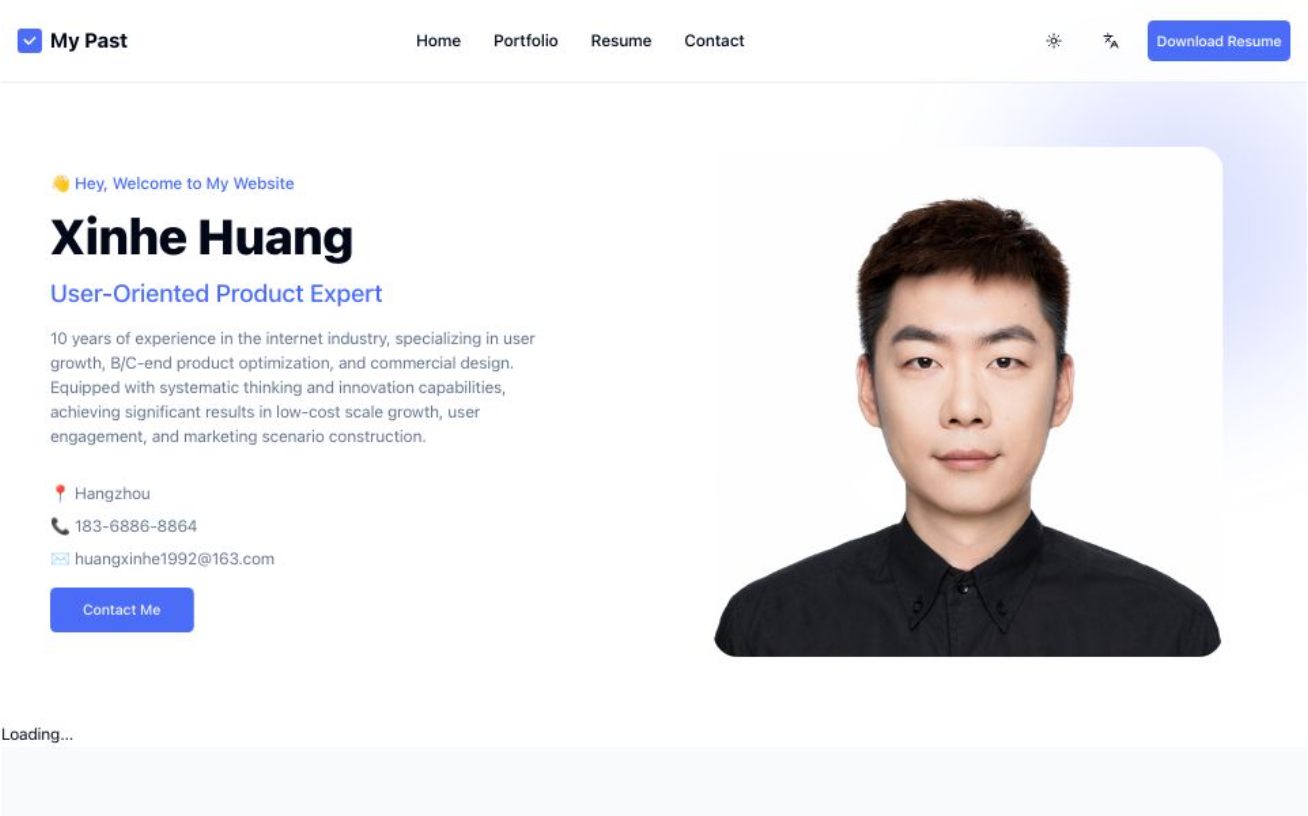 My Past
Home Portfolio Resume Contact
Download Resume
👋 Hey, Welcome to My Website
Xinhe Huang
User-Oriented Product Expert
10 years of experience in the internet industry, specializing in user
growth, B/C-end product optimization, and commercial design.
Equipped with systematic thinking and innovation capabilities,
achieving significant results in low-cost scale growth, user
engagement, and marketing scenario construction.
📍 Hangzhou
📞 183-6886-8864
✉️ huangxinhe1992@163.com
Contact Me
Loading...